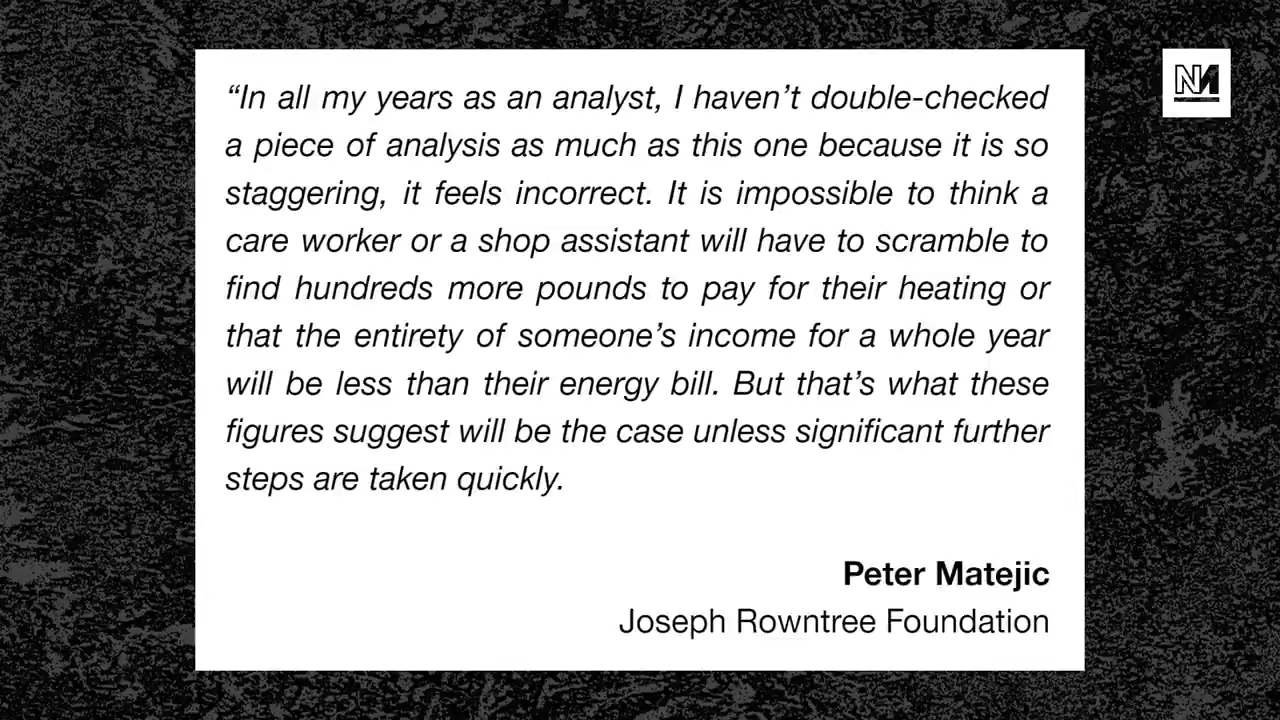 “In all my years as an analyst, I haven’t double-checked
a piece of analysis as much as this one because it is so
staggering, it feels incorrect. It is impossible to think a
care worker or a shop assistant will have to scramble to
find hundreds more pounds to pay for their heating or
that the entirety of someone’s income for a whole year
will be less than their energy bill. But that’s what these
figures suggest will be the case unless significant further
steps are taken quickly.
Peter Matejic
Joseph Rowntree Foundation
NM